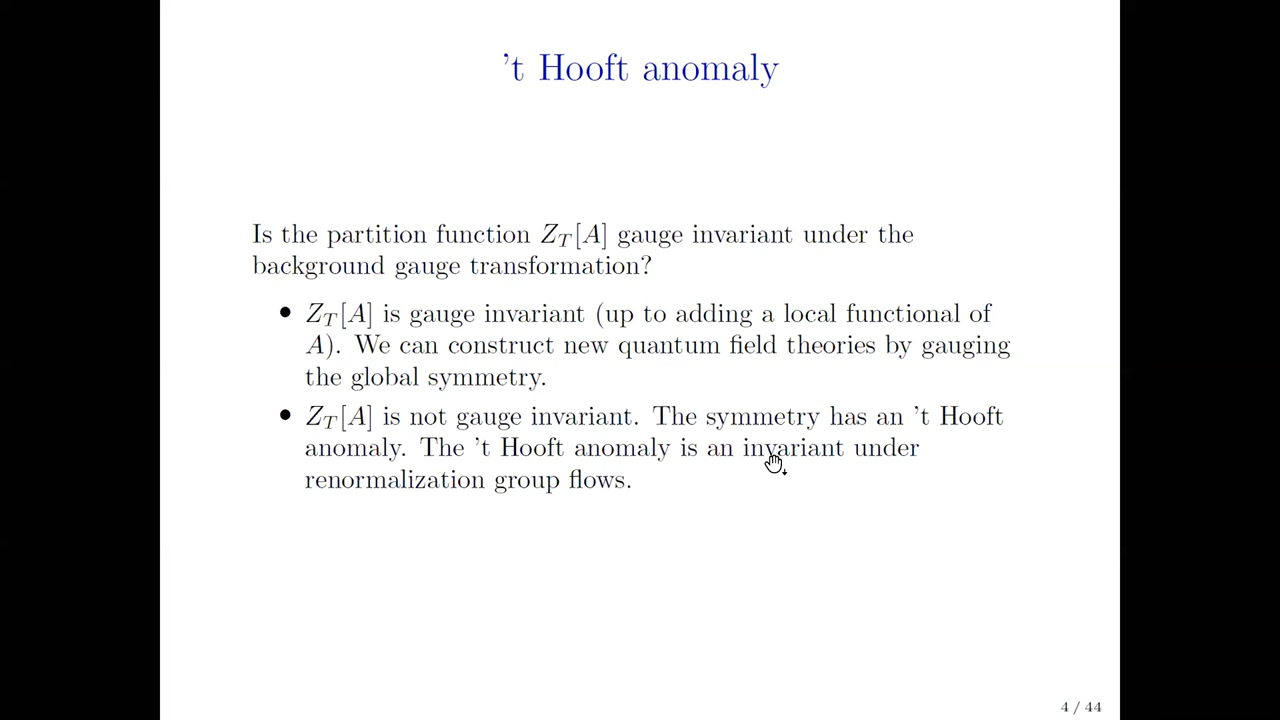 't Hooft anomaly
Is the partition function Z_T[A] gauge invariant under the
background gauge transformation?
• Z_T[A] is gauge invariant (up to adding a local functional of
A). We can construct new quantum field theories by gauging
the global symmetry.
• Z_T[A] is not gauge invariant. The symmetry has an 't Hooft
anomaly. The 't Hooft anomaly is an invariant under
renormalization group flows.
4 / 44